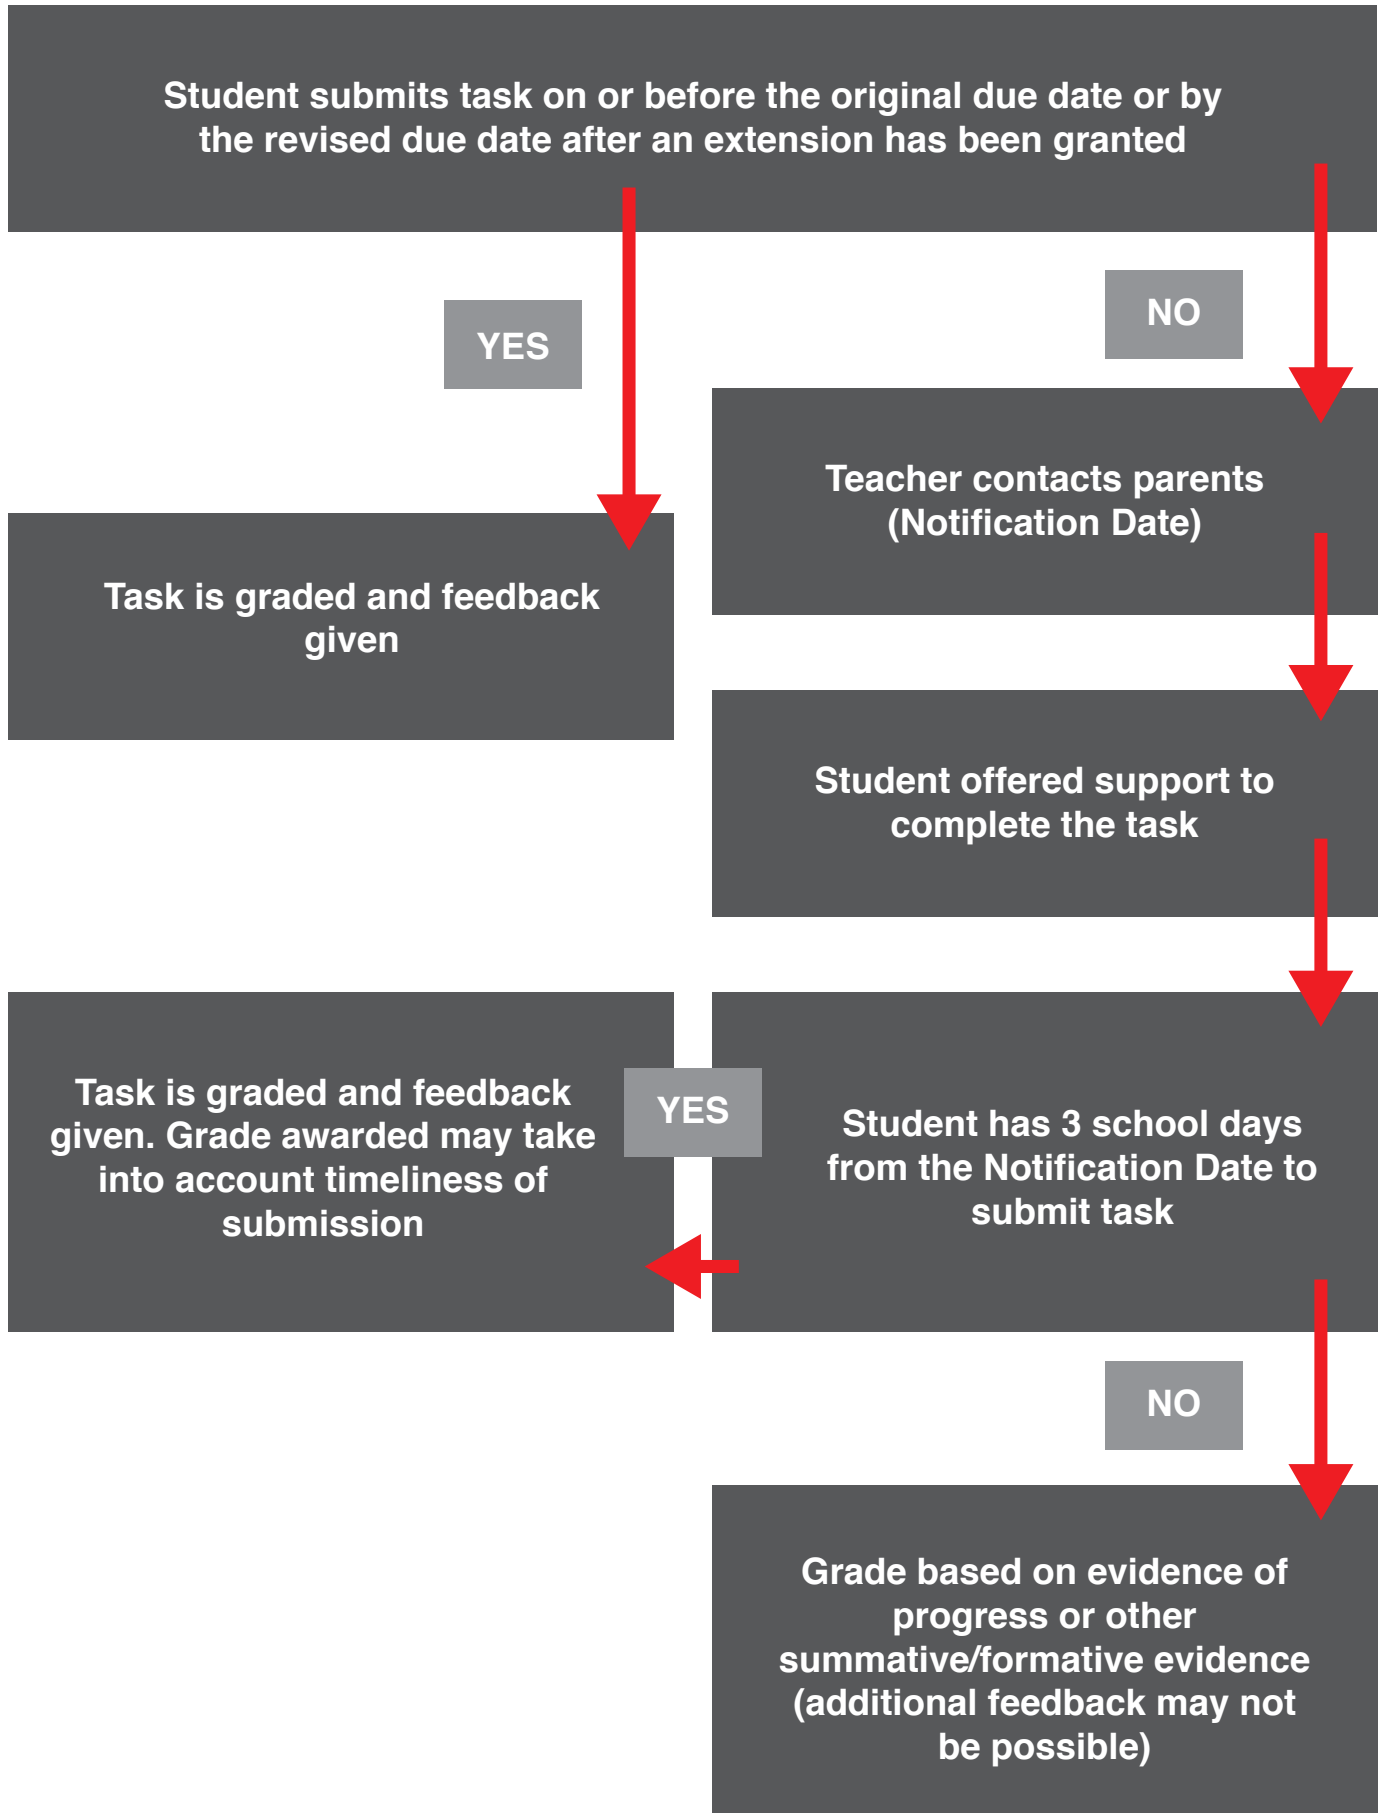 Student submits task on or before the original due date or by
the revised due date after an extension has been granted
YES
NO
Teacher contacts parents
(Notification Date)
Task is graded and feedback
given
Student offered support to
complete the task
Task is graded and feedback
given. Grade awarded may take
into account timeliness of
submission
YES
Student has 3 school days
from the Notification Date to
submit task
NO
Grade based on evidence of
progress or other
summative/formative evidence
(additional feedback may not
be possible)